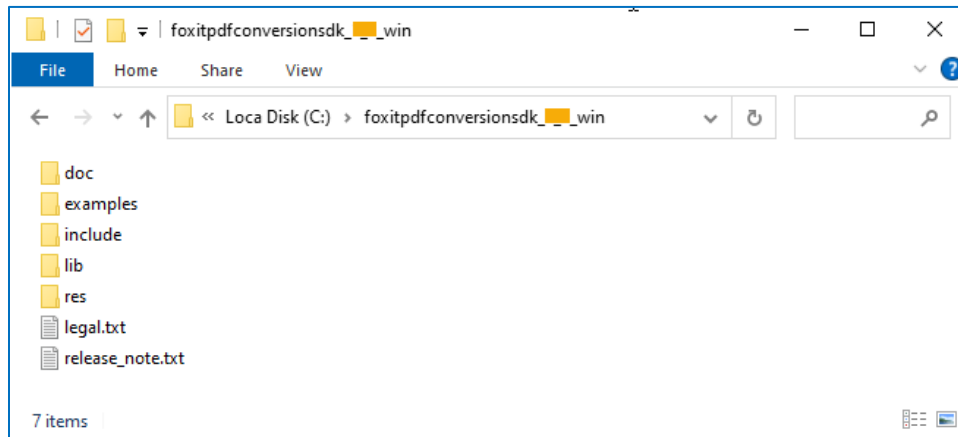 foxitpdfconversionsdk_ _ _win
File Home Share View
« Loca Disk (C:) › foxitpdfconversionsdk_ _ _win
doc
examples
include
lib
res
legal.txt
release_note.txt
7 items